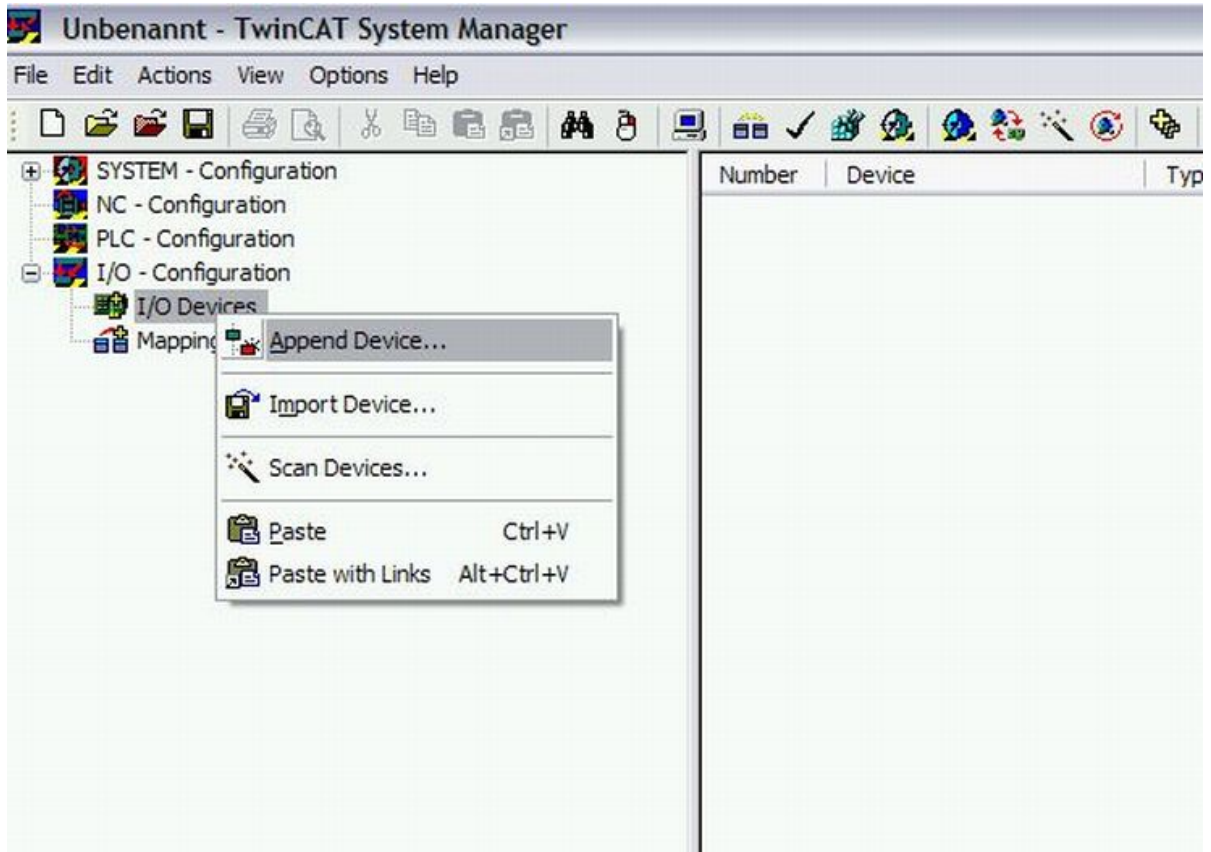 Unbenannt - TwinCAT System Manager
File Edit Actions View Options Help
SYSTEM - Configuration
NC - Configuration
PLC - Configuration
I/O - Configuration
I/O Devices
Mapping
Append Device...
Import Device...
Scan Devices...
Paste Ctrl+V
Paste with Links Alt+Ctrl+V
Number Device Typ